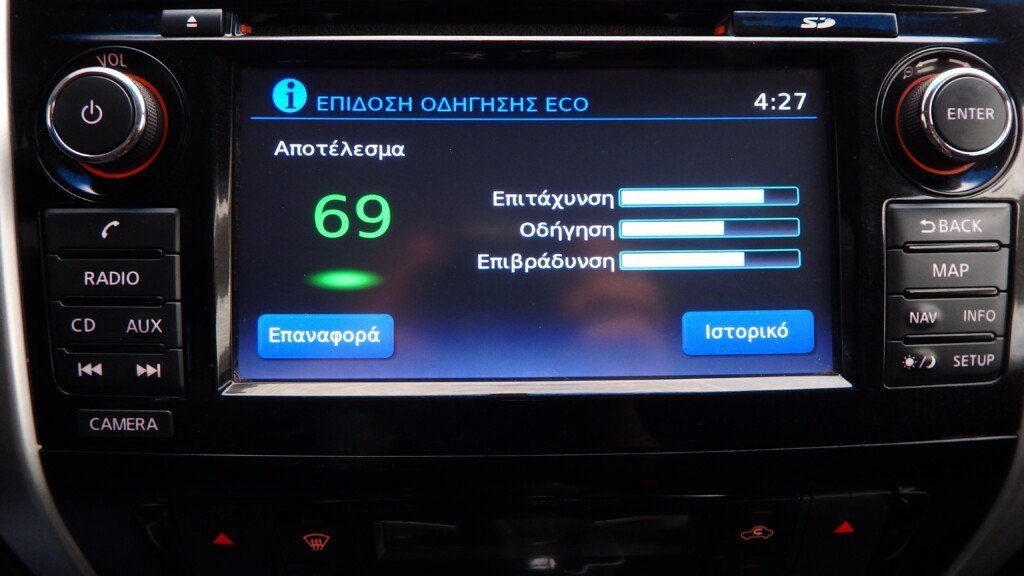 SD
VOL
ΕΠΙΔΟΣΗ ΟΔΗΓΗΣΗΣ ECO
4:27
ENTER
Αποτέλεσμα
69
Επιτάχυνση
Οδήγηση
Επιβράδυνση
Επαναφορά
Ιστορικό
RADIO
CD AUX
CAMERA
BACK
MAP
NAV INFO
SETUP